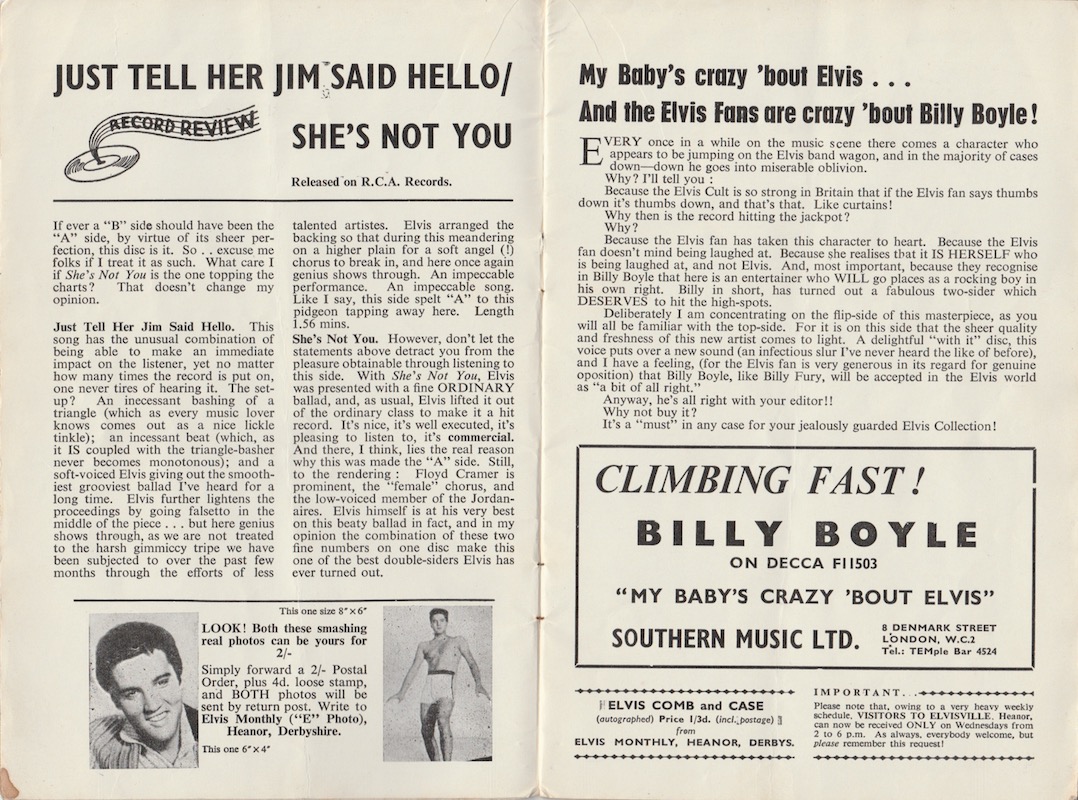 JUST TELL HER JIM SAID HELLO/
RECORD REVIEW
SHE'S NOT YOU
Released on R.C.A. Records.
If ever a "B" side should have been the
"A" side, by virtue of its sheer per-
fection, this disc is it. So . . excuse me
folks if I treat it as such. What care I
if She's Not You is the one topping the
charts? That doesn't change my
opinion.
Just Tell Her Jim Said Hello. This
song has the unusual combination of
being able to make an immediate
impact on the listener, yet no matter
how many times the record is put on,
one never tires of hearing it. The set-
up? An inecessant bashing of a
triangle (which as every music lover
knows comes out as a nice lickle
tinkle); an incessant beat (which, as
it IS coupled with the triangle-basher
never becomes monotonous); and a
soft-voiced Elvis giving out the smooth-
iest grooviest ballad I've heard for a
long time. Elvis further lightens the
proceedings by going falsetto in the
middle of the piece . . . but here genius
shows through, as we are not treated
to the harsh gimmiccy tripe we have
been subjected to over the past few
months through the efforts of less
talented artistes. Elvis arranged the
backing so that during this meandering
on a higher plain for a soft angel (!)
chorus to break in, and here once again
genius shows through. An impeccable
performance. An impeccable song.
Like I say, this side spelt "A" to this
pidgeon tapping away here. Length
1.56 mins.
She's Not You. However, don't let the
statements above detract you from the
pleasure obtainable through listening to
this side. With She's Not You, Elvis
was presented with a fine ORDINARY
ballad, and, as usual, Elvis lifted it out
of the ordinary class to make it a hit
record. It's nice, it's well executed, it's
pleasing to listen to, it's commercial.
And there, I think, lies the real reason
why this was made the "A" side. Still,
to the rendering : Floyd Cramer is
prominent, the "female" chorus, and
the low-voiced member of the Jordan-
aires. Elvis himself is at his very best
on this beaty ballad in fact, and in my
opinion the combination of these two
fine numbers on one disc make this
one of the best double-siders Elvis has
ever turned out.
This one size 8"×6"
LOOK! Both these smashing
real photos can be yours for
2/-
Simply forward a 2/- Postal
Order, plus 4d. loose stamp,
and BOTH photos will be
sent by return post. Write to
Elvis Monthly ("E" Photo),
Heanor, Derbyshire.
This one 6"×4"
My Baby's crazy 'bout Elvis . . .
And the Elvis Fans are crazy 'bout Billy Boyle!
EVERY once in a while on the music scene there comes a character who
appears to be jumping on the Elvis band wagon, and in the majority of cases
down—down he goes into miserable oblivion.
Why? I'll tell you :
Because the Elvis Cult is so strong in Britain that if the Elvis fan says thumbs
down it's thumbs down, and that's that. Like curtains!
Why then is the record hitting the jackpot?
Why?
Because the Elvis fan has taken this character to heart. Because the Elvis
fan doesn't mind being laughed at. Because she realises that it IS HERSELF who
is being laughed at, and not Elvis. And, most important, because they recognise
in Billy Boyle that here is an entertainer who WILL go places as a rocking boy in
his own right. Billy in short, has turned out a fabulous two-sider which
DESERVES to hit the high-spots.
Deliberately I am concentrating on the flip-side of this masterpiece, as you
will all be familiar with the top-side. For it is on this side that the sheer quality
and freshness of this new artist comes to light. A delightful "with it" disc, this
voice puts over a new sound (an infectious slur I've never heard the like of before),
and I have a feeling, (for the Elvis fan is very generous in its regard for genuine
oposition) that Billy Boyle, like Billy Fury, will be accepted in the Elvis world
as "a bit of all right."
Anyway, he's all right with your editor!!
Why not buy it?
It's a "must" in any case for your jealously guarded Elvis Collection!
CLIMBING FAST!
BILLY BOYLE
ON DECCA F11503
"MY BABY'S CRAZY 'BOUT ELVIS"
SOUTHERN MUSIC LTD.
8 DENMARK STREET
LONDON, W.C.2
Tel.: TEMple Bar 4524
ELVIS COMB and CASE
(autographed) Price 1/3d. (incl. postage)
from
ELVIS MONTHLY, HEANOR, DERBYS.
IMPORTANT...
Please note that, owing to a very heavy weekly
schedule, VISITORS TO ELVISVILLE, Heanor,
can now be received ONLY on Wednesdays from
2 to 6 p.m. As always, everybody welcome, but
please remember this request!